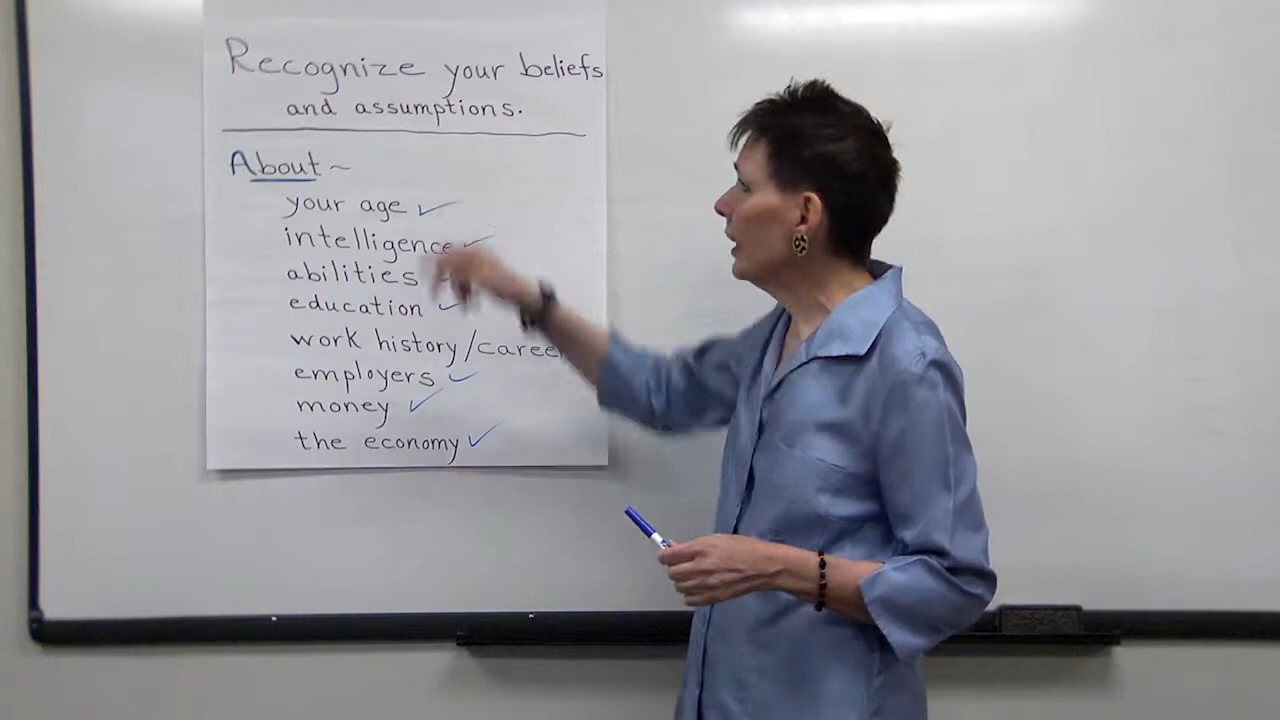 Recognize your beliefs
and assumptions.
About ~
your age ✓
intelligence ✓
abilities
education ✓
work history/career
employers ✓
money ✓
the economy ✓